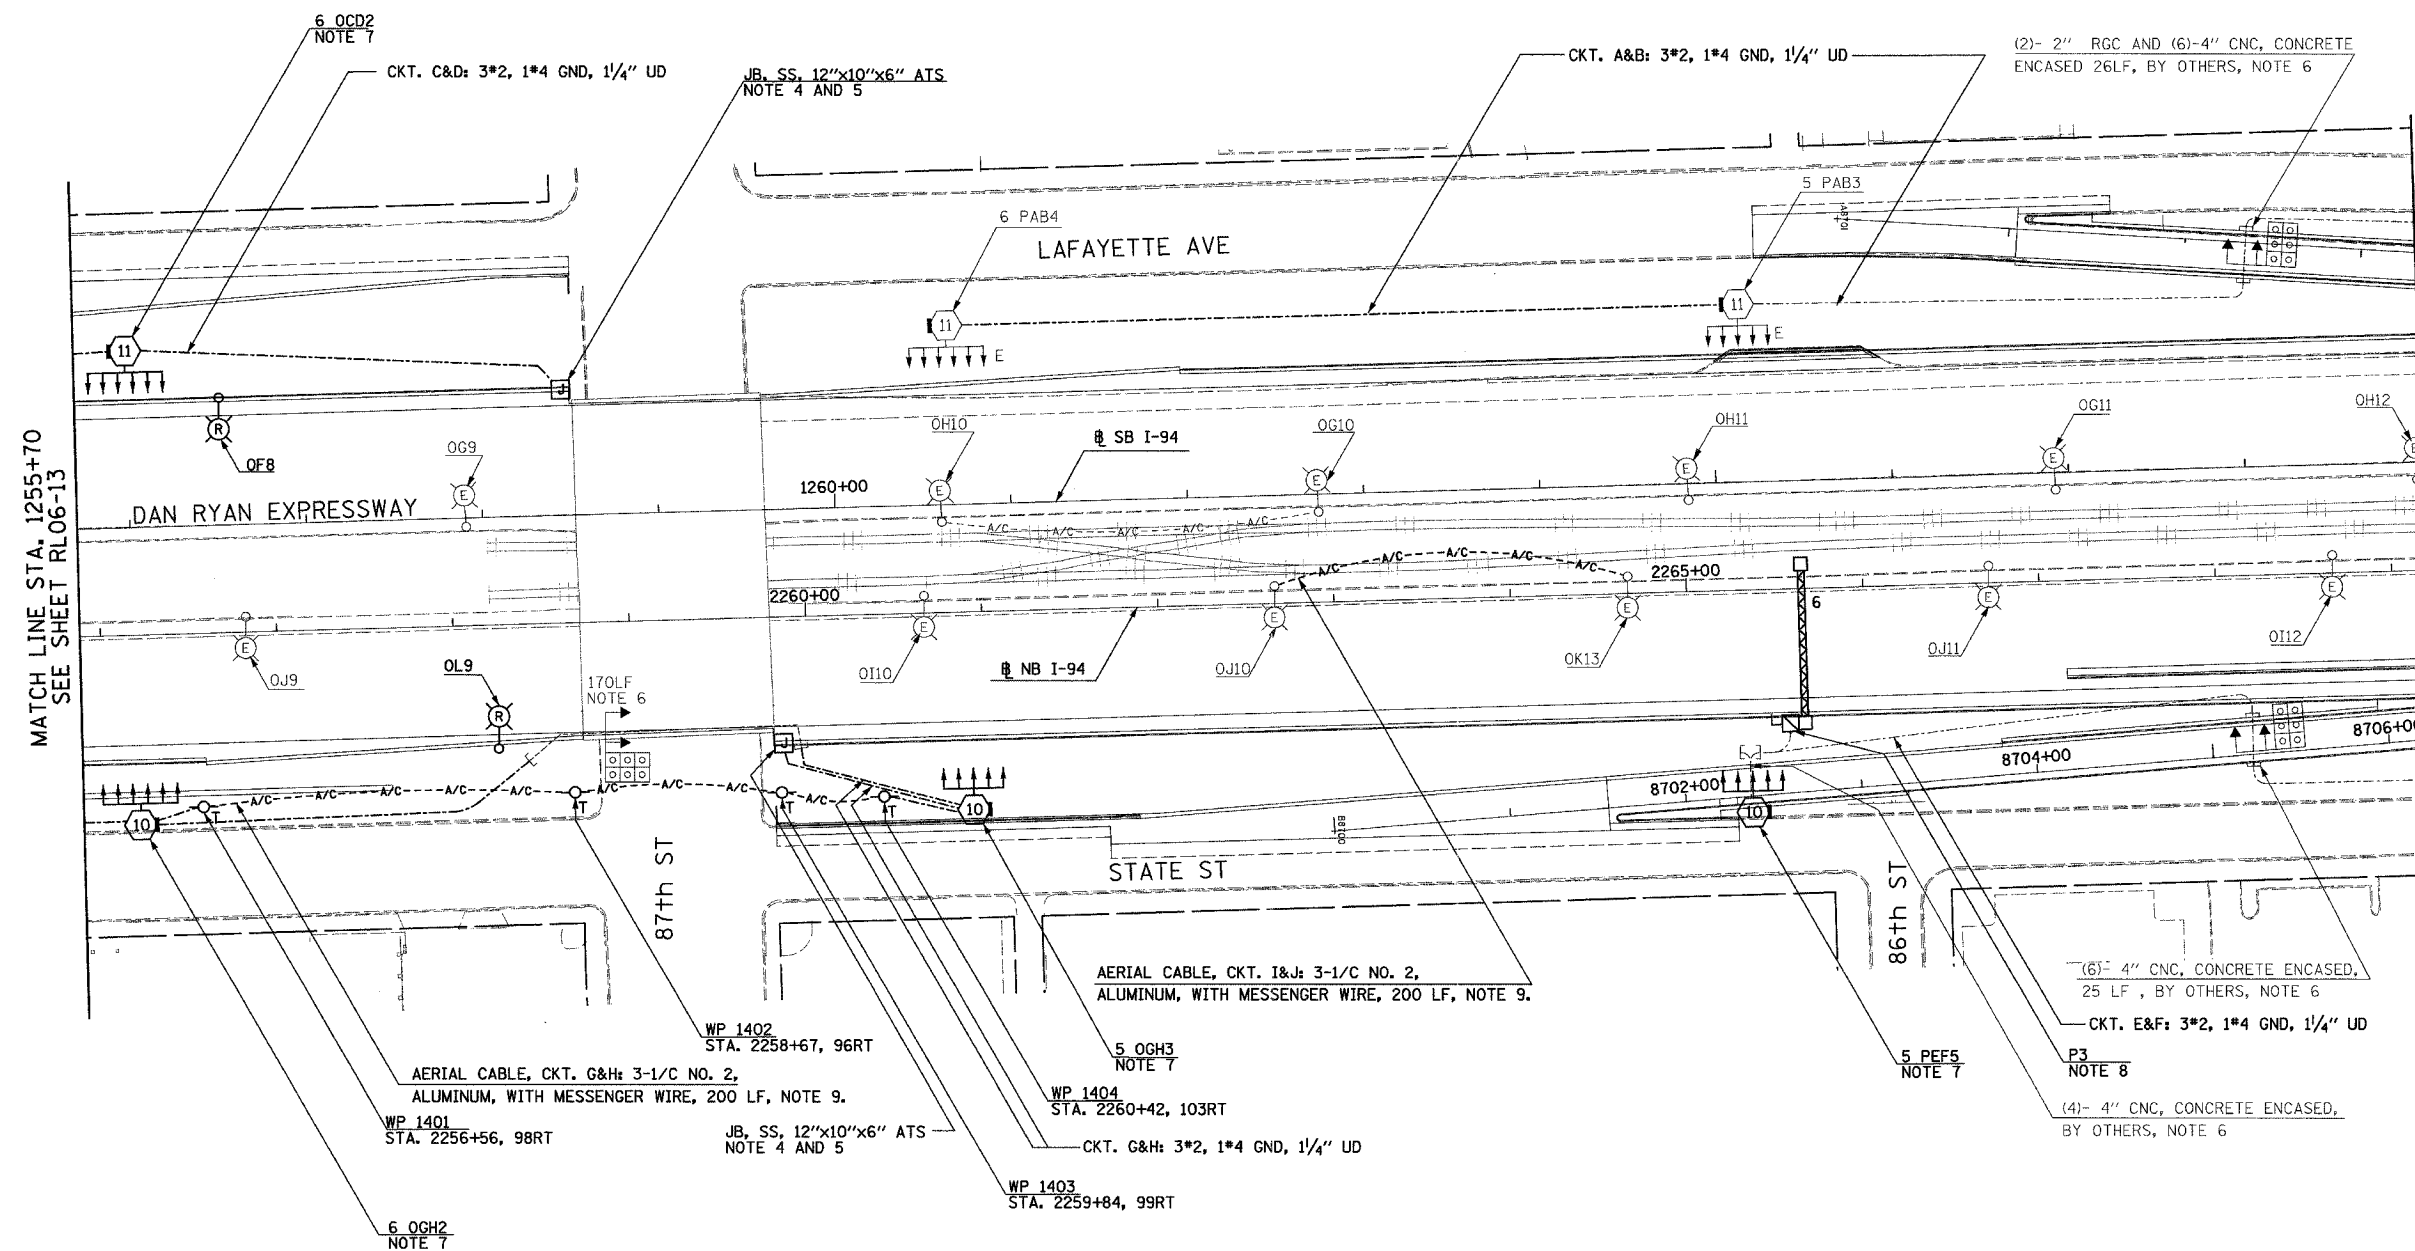 6 OCD2
NOTE 7
CKT. C&D: 3#2, 1#4 GND, 1¼" UD
JB, SS, 12"x10"x6" ATS
NOTE 4 AND 5
CKT. A&B: 3#2, 1#4 GND, 1¼" UD
(2)- 2" RGC AND (6)-4" CNC, CONCRETE
ENCASED 26LF, BY OTHERS, NOTE 6
5 PAB3
6 PAB4
LAFAYETTE AVE
A8701
11
11
11
E
E
J
R
OF8
OG9
E
OH10
E
℄ SB I-94
OG10
E
OH11
E
OG11
E
OH12
E
MATCH LINE STA. 1255+70
SEE SHEET RL06-13
DAN RYAN EXPRESSWAY
1260+00
A/C A/C A/C A/C A/C
A/C A/C A/C A/C A/C
2260+00
2265+00
6
E
OJ9
E
OI10
℄ NB I-94
E
OJ10
E
OK13
E
OJ11
E
OI12
OL9
R
170LF
NOTE 6
J
A/C A/C A/C A/C A/C A/C A/C A/C A/C
T
T
T
10
10
10
8702+00
8704+00
8706+00
B8700
STATE ST
87th ST
86th ST
AERIAL CABLE, CKT. I&J: 3-1/C NO. 2,
ALUMINUM, WITH MESSENGER WIRE, 200 LF, NOTE 9.
(6)- 4" CNC, CONCRETE ENCASED,
25 LF , BY OTHERS, NOTE 6
CKT. E&F: 3#2, 1#4 GND, 1¼" UD
WP 1402
STA. 2258+67, 96RT
5 OGH3
NOTE 7
5 PEF5
NOTE 7
P3
NOTE 8
AERIAL CABLE, CKT. G&H: 3-1/C NO. 2,
ALUMINUM, WITH MESSENGER WIRE, 200 LF, NOTE 9.
WP 1404
STA. 2260+42, 103RT
(4)- 4" CNC, CONCRETE ENCASED,
BY OTHERS, NOTE 6
WP 1401
STA. 2256+56, 98RT
JB, SS, 12"x10"x6" ATS
NOTE 4 AND 5
CKT. G&H: 3#2, 1#4 GND, 1¼" UD
WP 1403
STA. 2259+84, 99RT
6 OGH2
NOTE 7